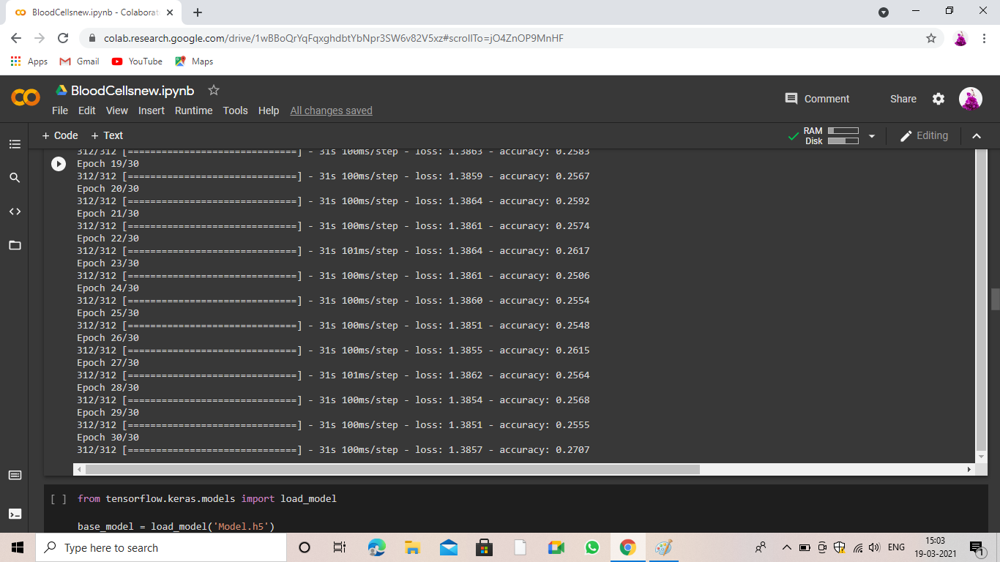 BloodCellsnew.ipynb - Colaborat
colab.research.google.com/drive/1wBBoQrYqFqxghdbtYbNpr3SW6v82V5xz#scrollTo=jO4ZnOP9MnHF
Apps Gmail YouTube Maps
BloodCellsnew.ipynb
Comment Share
File Edit View Insert Runtime Tools Help All changes saved
+ Code + Text
RAM
Disk
Editing
312/312 [==============================] - 31s 100ms/step - loss: 1.3863 - accuracy: 0.2583
Epoch 19/30
312/312 [==============================] - 31s 100ms/step - loss: 1.3859 - accuracy: 0.2567
Epoch 20/30
312/312 [==============================] - 31s 100ms/step - loss: 1.3864 - accuracy: 0.2592
Epoch 21/30
312/312 [==============================] - 31s 100ms/step - loss: 1.3861 - accuracy: 0.2574
Epoch 22/30
312/312 [==============================] - 31s 101ms/step - loss: 1.3864 - accuracy: 0.2617
Epoch 23/30
312/312 [==============================] - 31s 100ms/step - loss: 1.3861 - accuracy: 0.2506
Epoch 24/30
312/312 [==============================] - 31s 100ms/step - loss: 1.3860 - accuracy: 0.2554
Epoch 25/30
312/312 [==============================] - 31s 100ms/step - loss: 1.3851 - accuracy: 0.2548
Epoch 26/30
312/312 [==============================] - 31s 100ms/step - loss: 1.3855 - accuracy: 0.2615
Epoch 27/30
312/312 [==============================] - 31s 101ms/step - loss: 1.3862 - accuracy: 0.2564
Epoch 28/30
312/312 [==============================] - 31s 100ms/step - loss: 1.3854 - accuracy: 0.2568
Epoch 29/30
312/312 [==============================] - 31s 100ms/step - loss: 1.3851 - accuracy: 0.2555
Epoch 30/30
312/312 [==============================] - 31s 100ms/step - loss: 1.3857 - accuracy: 0.2707
[ ] from tensorflow.keras.models import load_model
base_model = load_model('Model.h5')
Type here to search
ENG
15:03
19-03-2021
1